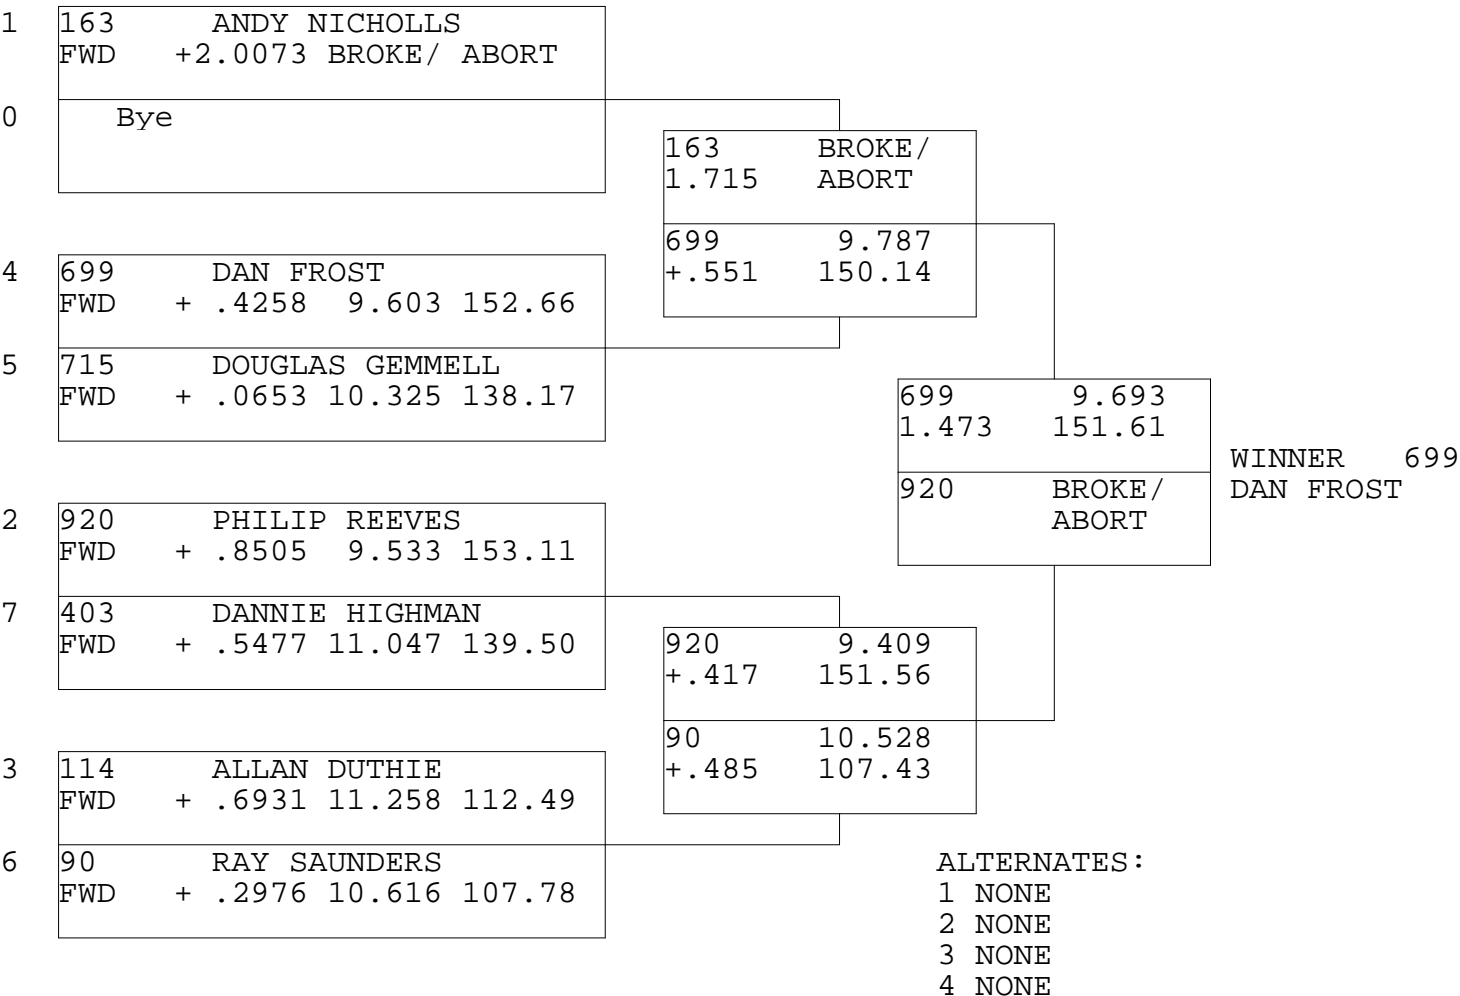 1 163 ANDY NICHOLLS
FWD +2.0073 BROKE/ ABORT
0 Bye
163 BROKE/
1.715 ABORT
699 9.787
+.551 150.14
4 699 DAN FROST
FWD + .4258 9.603 152.66
5 715 DOUGLAS GEMMELL
FWD + .0653 10.325 138.17
699 9.693
1.473 151.61
920 BROKE/
ABORT
WINNER 699
DAN FROST
2 920 PHILIP REEVES
FWD + .8505 9.533 153.11
7 403 DANNIE HIGHMAN
FWD + .5477 11.047 139.50
920 9.409
+.417 151.56
90 10.528
+.485 107.43
3 114 ALLAN DUTHIE
FWD + .6931 11.258 112.49
6 90 RAY SAUNDERS
FWD + .2976 10.616 107.78
ALTERNATES:
1 NONE
2 NONE
3 NONE
4 NONE